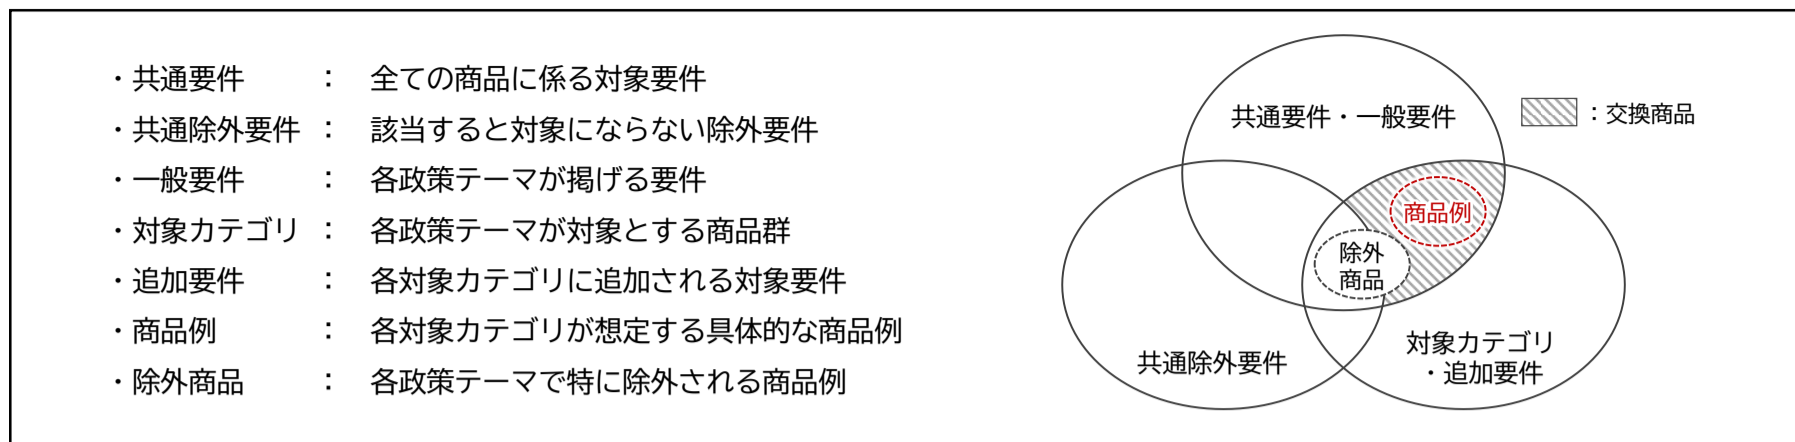 ・共通要件 ： 全ての商品に係る対象要件
・共通除外要件 ： 該当すると対象にならない除外要件
・一般要件 ： 各政策テーマが掲げる要件
・対象カテゴリ ： 各政策テーマが対象とする商品群
・追加要件 ： 各対象カテゴリに追加される対象要件
・商品例 ： 各対象カテゴリが想定する具体的な商品例
・除外商品 ： 各政策テーマで特に除外される商品例
共通要件・一般要件
：交換商品
商品例
除外
商品
共通除外要件
対象カテゴリ
・追加要件